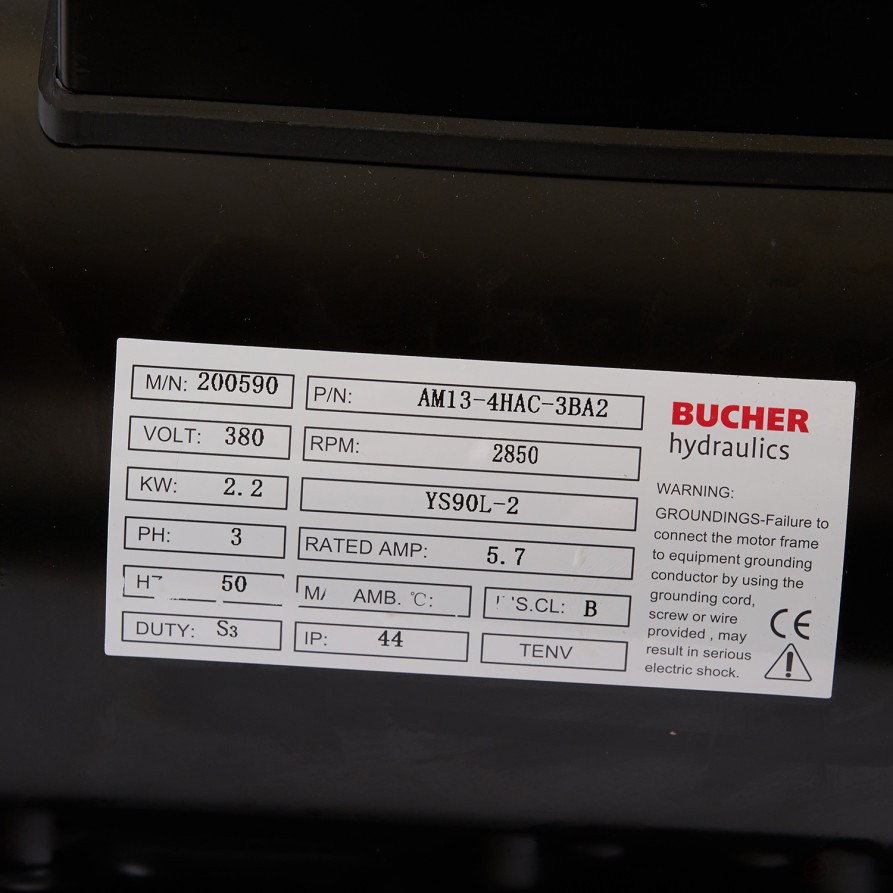 M/N: 200590
P/N: AM13-4HAC-3BA2
VOLT: 380
RPM: 2850
KW: 2.2
YS90L-2
PH: 3
RATED AMP: 5.7
50
AMB. ℃:
B
DUTY: S3
IP: 44
TENV
BUCHER
hydraulics
WARNING:
GROUNDINGS-Failure to
connect the motor frame
to equipment grounding
conductor by using the
grounding cord,
screw or wire
provided , may
result in serious
electric shock.
CE